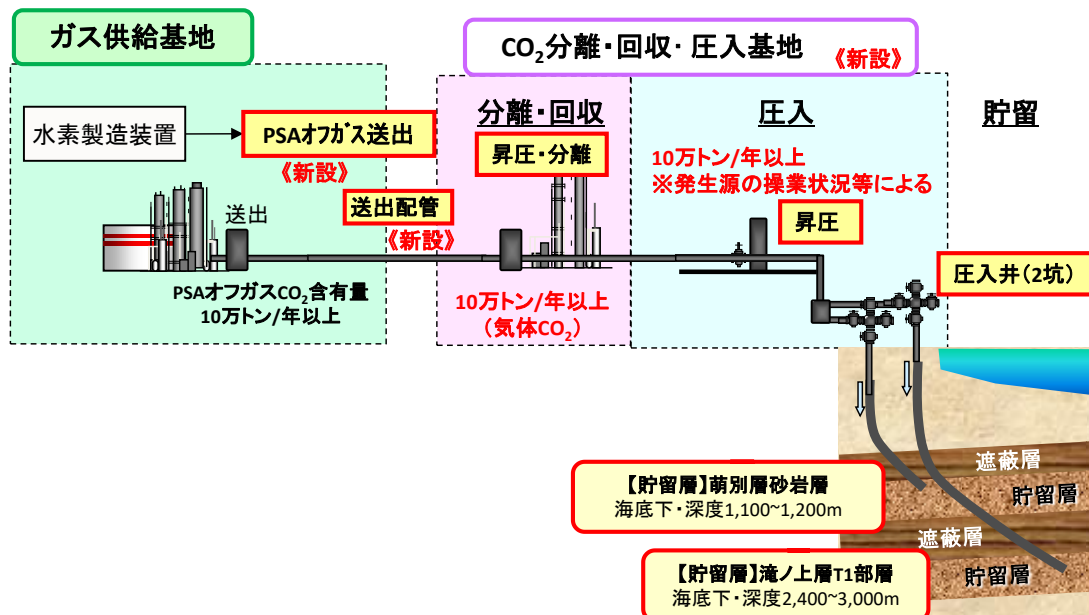 ガス供給基地
CO₂分離・回収・圧入基地
《新設》
水素製造装置
PSAオフガス送出
《新設》
分離・回収
昇圧・分離
圧入
貯留
10万トン/年以上
※発生源の操業状況等による
送出
送出配管
《新設》
昇圧
PSAオフガスCO₂含有量
10万トン/年以上
10万トン/年以上
（気体CO₂）
圧入井（2坑）
遮蔽層
【貯留層】萌別層砂岩層
海底下・深度1,100~1,200m
貯留層
遮蔽層
【貯留層】滝ノ上層T1部層
海底下・深度2,400~3,000m
貯留層